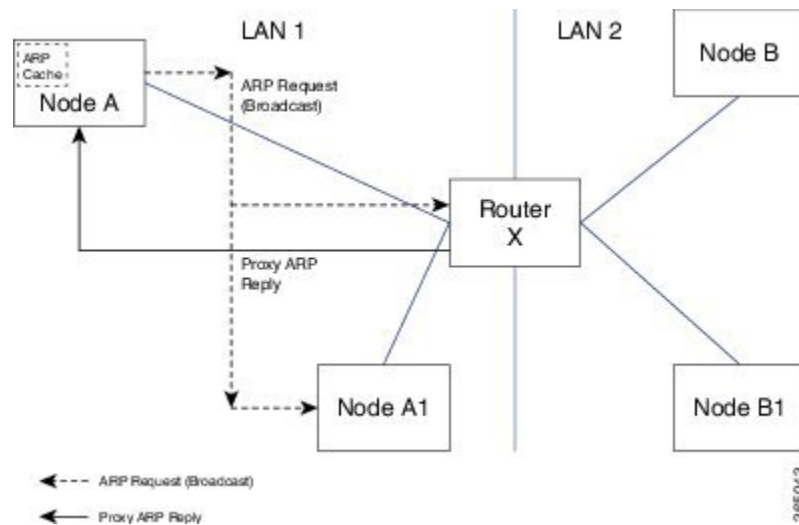 LAN 1
LAN 2
ARP
Cache
Node A
ARP Request
(Broadcast)
Node B
Router
X
Proxy ARP
Reply
Node A1
Node B1
ARP Request (Broadcast)
Proxy ARP Reply